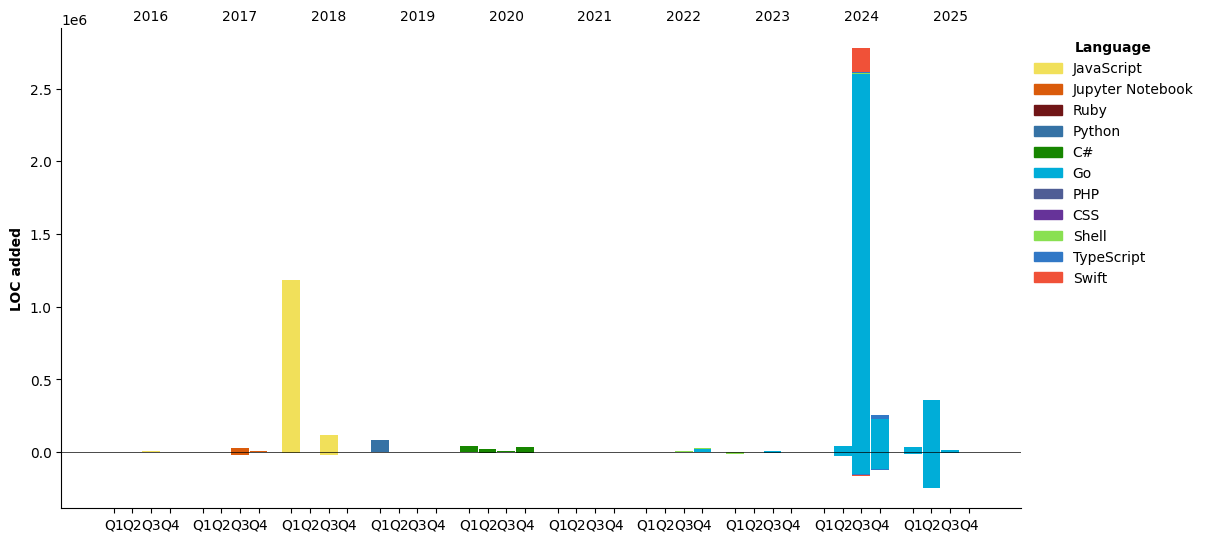 2016 2017 2018 2019 2020 2021 2022 2023 2024 2025
1e6
LOC added
2.5
2.0
1.5
1.0
0.5
0.0
Q1Q2Q3Q4 Q1Q2Q3Q4 Q1Q2Q3Q4 Q1Q2Q3Q4 Q1Q2Q3Q4 Q1Q2Q3Q4 Q1Q2Q3Q4 Q1Q2Q3Q4 Q1Q2Q3Q4 Q1Q2Q3Q4
Language
JavaScript
Jupyter Notebook
Ruby
Python
C#
Go
PHP
CSS
Shell
TypeScript
Swift